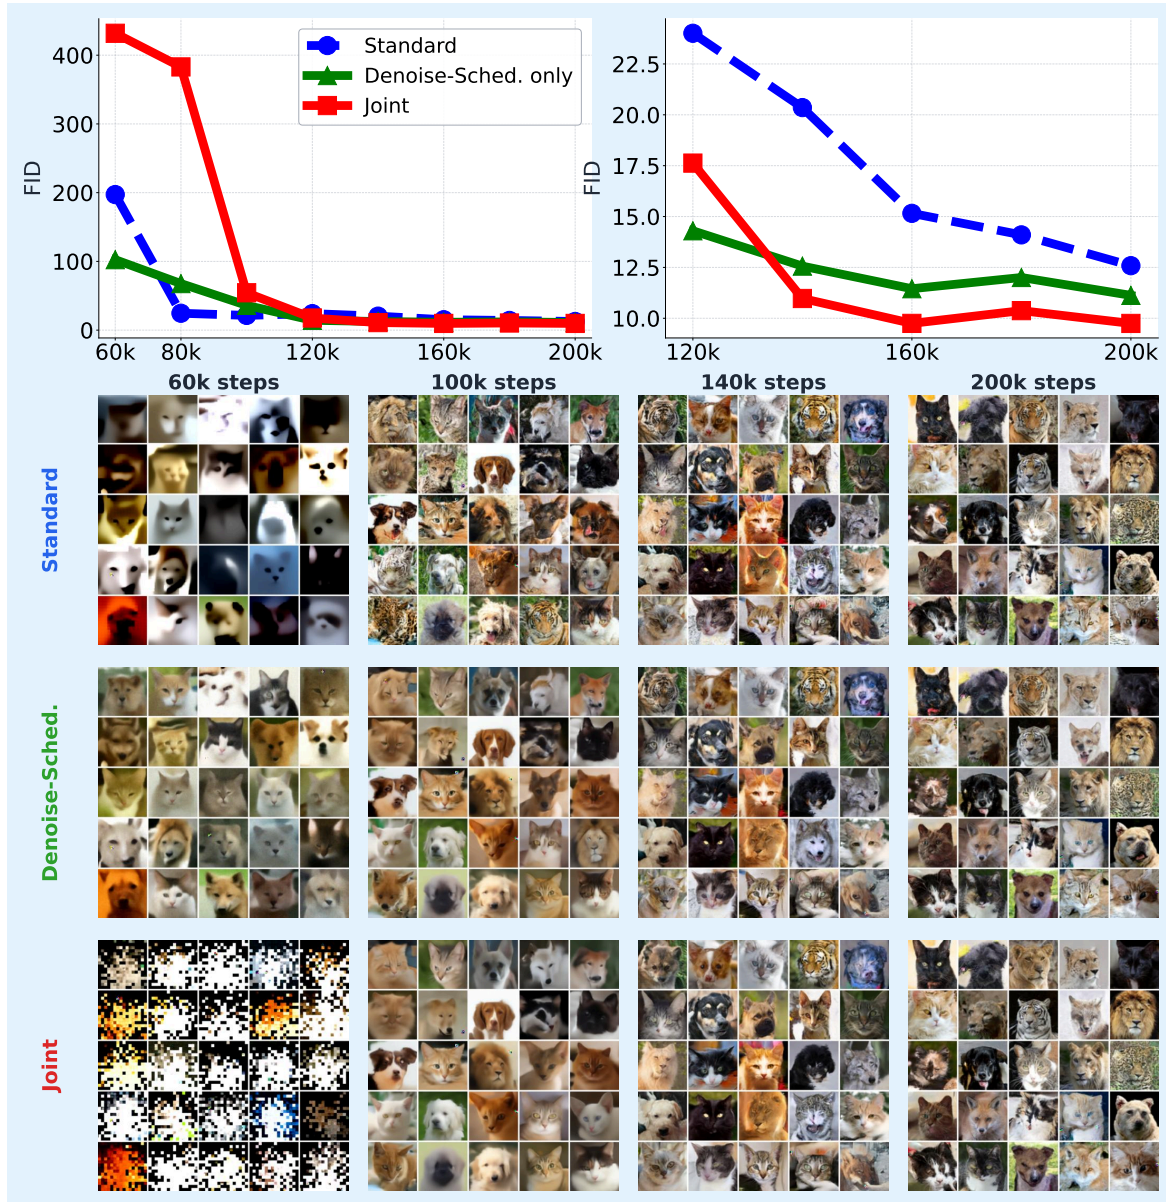 Standard
Denoise-Sched. only
Joint
FID
400
300
200
100
0
60k 80k 120k 160k 200k
FID
22.5
20.0
17.5
15.0
12.5
10.0
120k 160k 200k
60k steps 100k steps 140k steps 200k steps
Standard
Denoise-Sched.
Joint